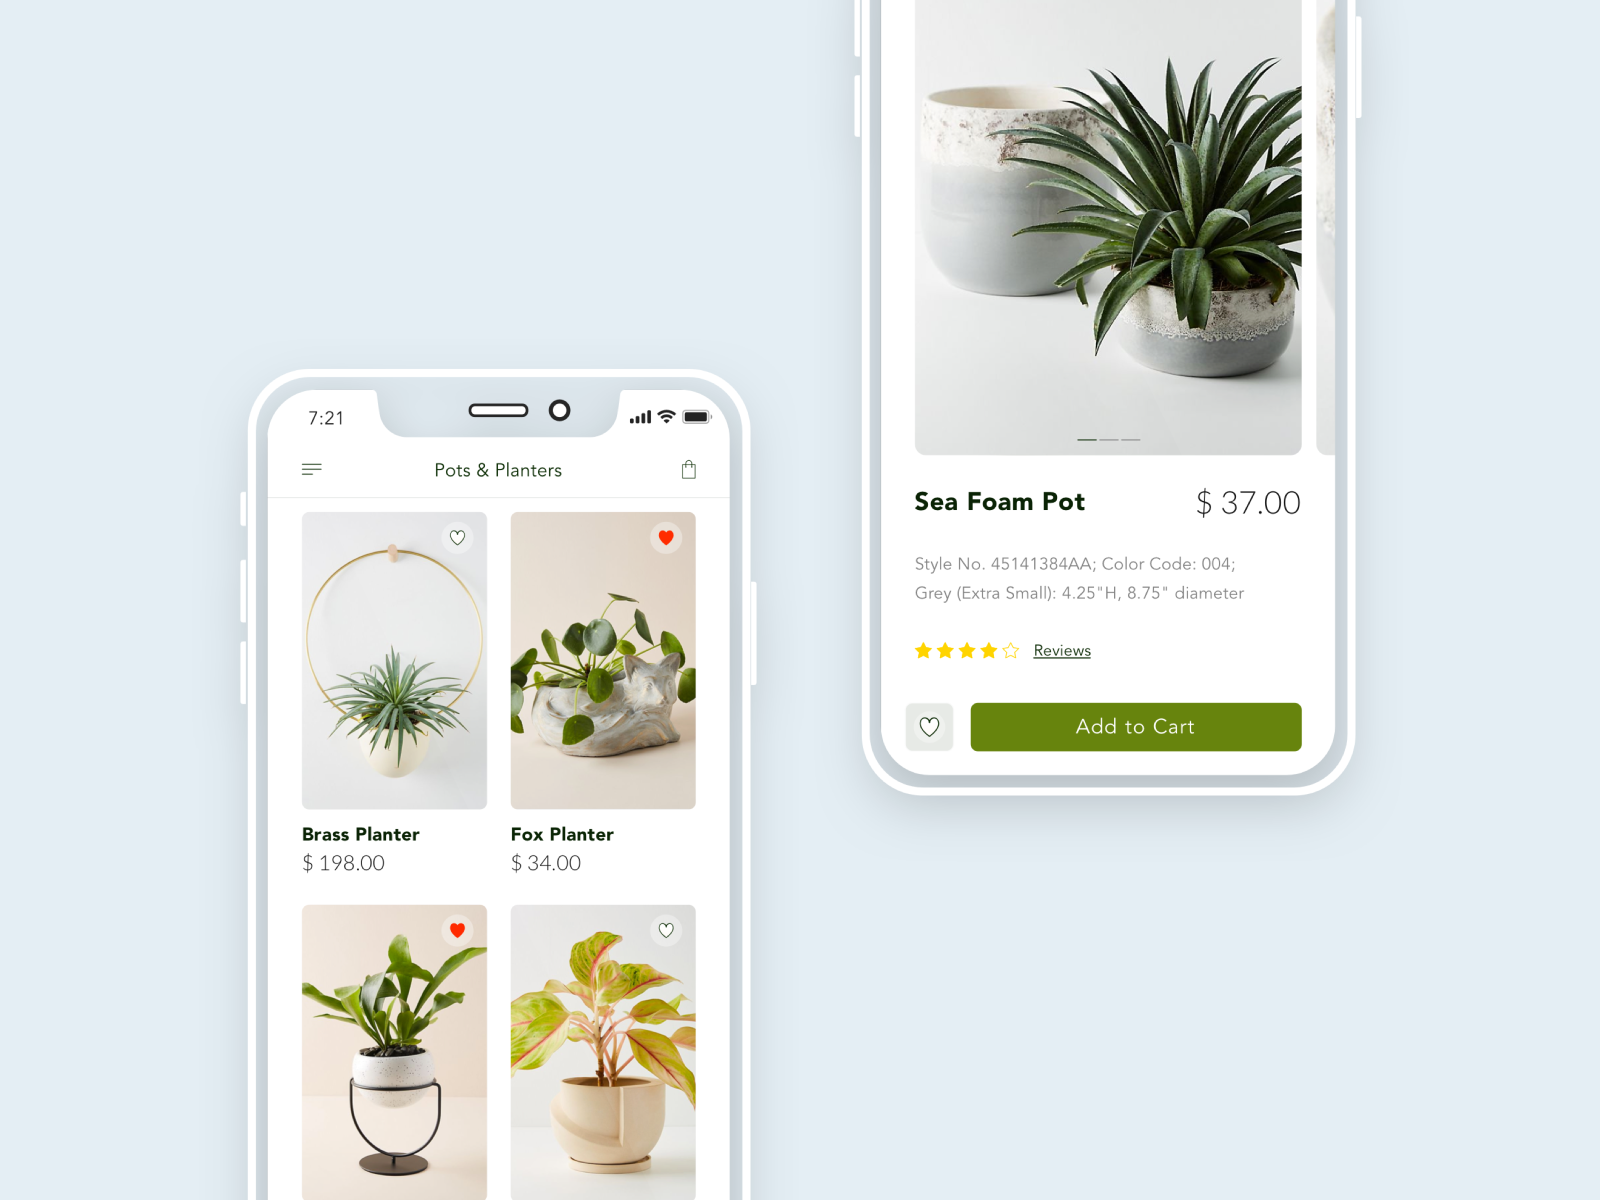 7:21
Pots & Planters
Brass Planter
$ 198.00
Fox Planter
$ 34.00
Sea Foam Pot
$ 37.00
Style No. 45141384AA; Color Code: 004;
Grey (Extra Small): 4.25"H, 8.75" diameter
Reviews
Add to Cart